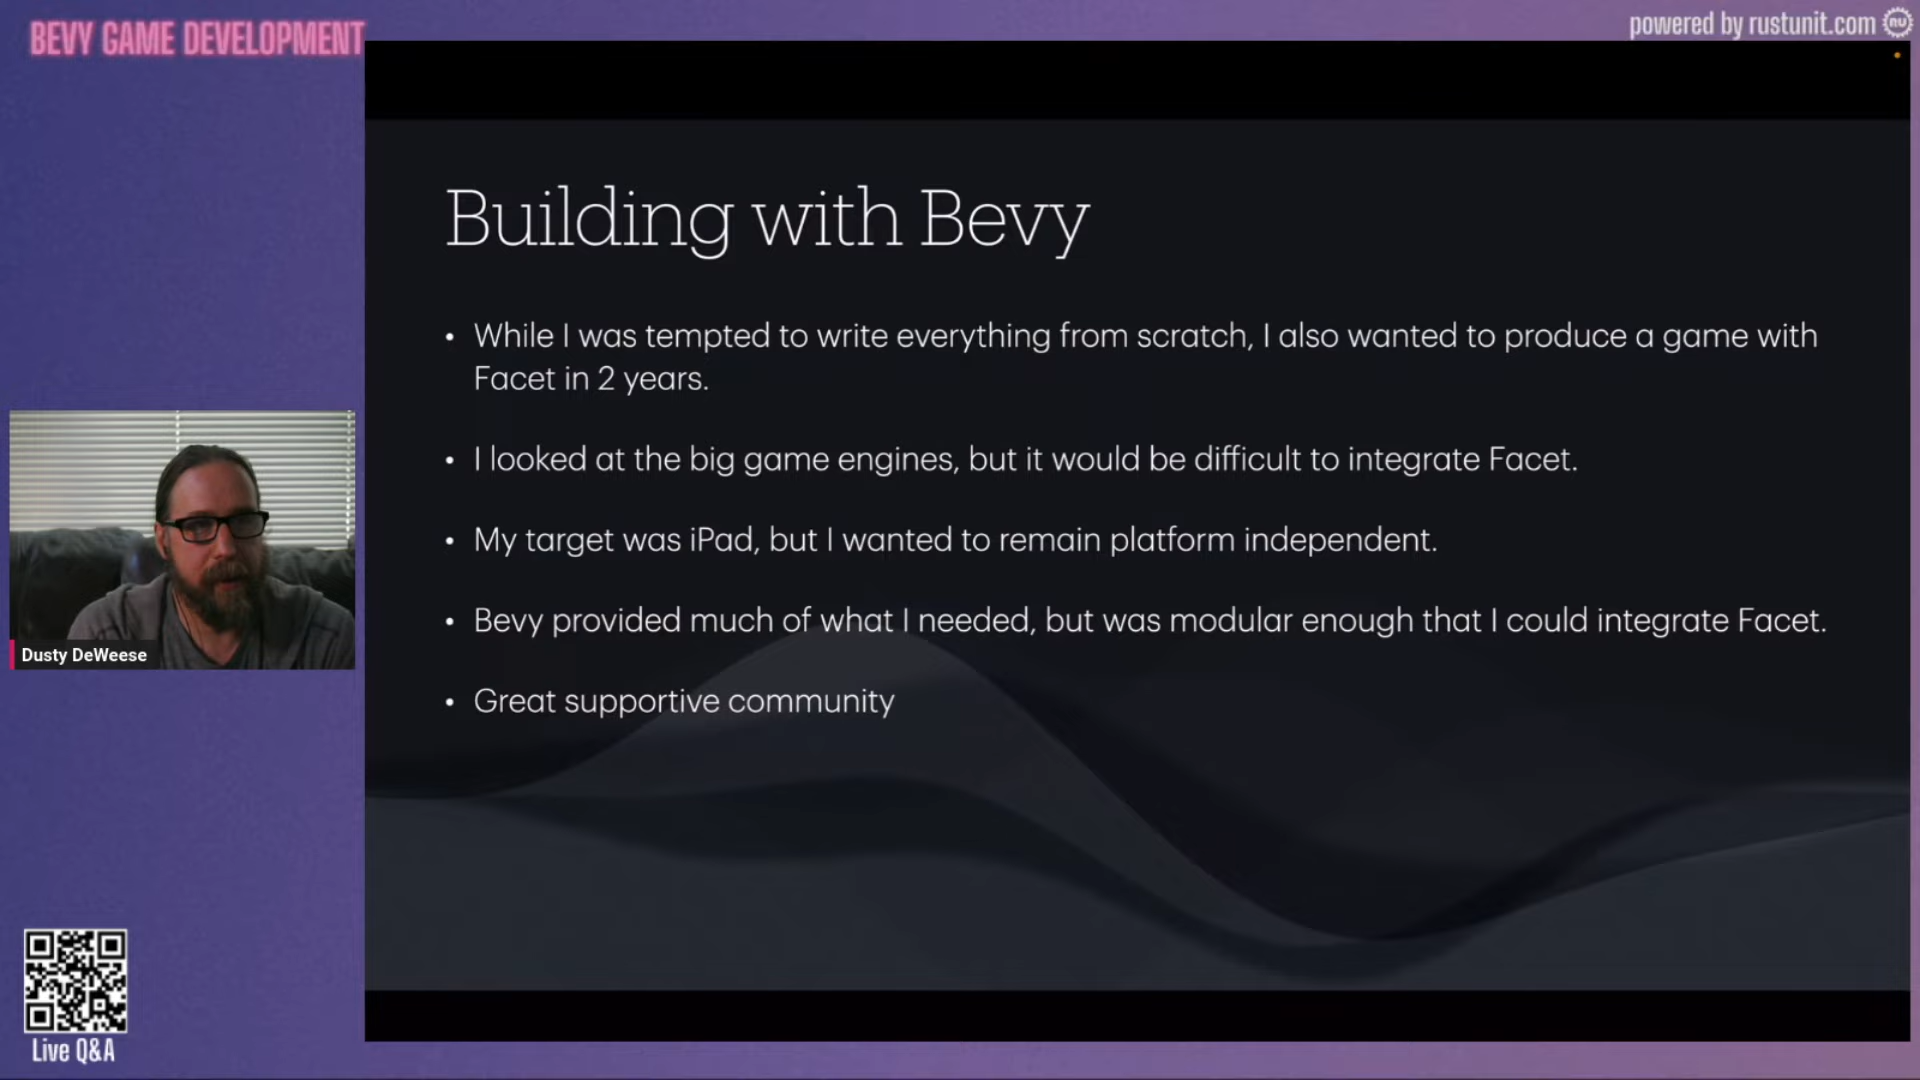 BEVY GAME DEVELOPMENT
powered by rustunit.com
Building with Bevy
• While I was tempted to write everything from scratch, I also wanted to produce a game with
Facet in 2 years.
• I looked at the big game engines, but it would be difficult to integrate Facet.
• My target was iPad, but I wanted to remain platform independent.
• Bevy provided much of what I needed, but was modular enough that I could integrate Facet.
• Great supportive community
Dusty DeWeese
Live Q&A